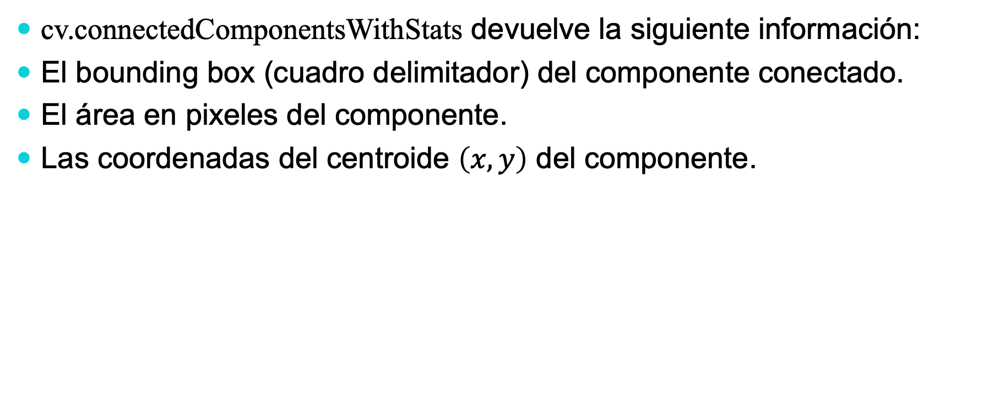 • cv.connectedComponentsWithStats devuelve la siguiente información:
• El bounding box (cuadro delimitador) del componente conectado.
• El área en pixeles del componente.
• Las coordenadas del centroide (x, y) del componente.